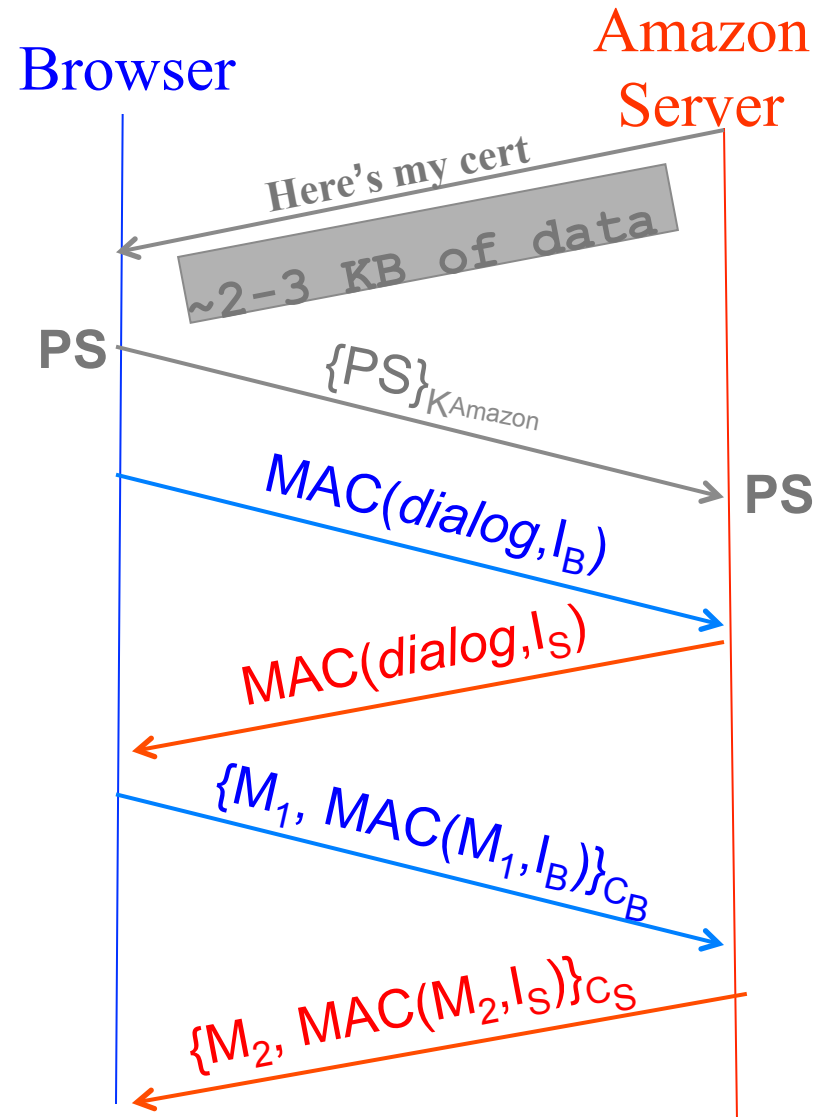 Browser
Amazon
Server
Here’s my cert
~2-3 KB of data
PS
{PS}KAmazon
PS
MAC(dialog,IB)
MAC(dialog,IS)
{M1, MAC(M1,IB)}CB
{M2, MAC(M2,IS)}CS